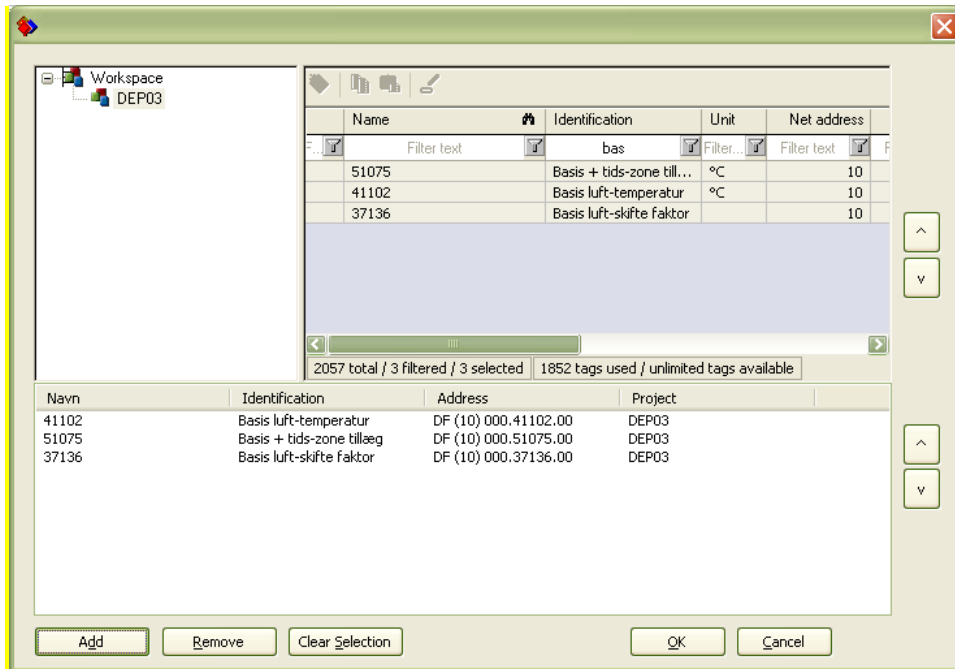 Workspace
DEP03
Name Identification Unit Net address
F... Filter text bas Filter... Filter text F
51075 Basis + tids-zone till... °C 10
41102 Basis luft-temperatur °C 10
37136 Basis luft-skifte faktor 10
^
v
2057 total / 3 filtered / 3 selected 1852 tags used / unlimited tags available
Navn Identification Address Project
41102 Basis luft-temperatur DF (10) 000.41102.00 DEP03
51075 Basis + tids-zone tillæg DF (10) 000.51075.00 DEP03
37136 Basis luft-skifte faktor DF (10) 000.37136.00 DEP03
^
v
Add Remove Clear Selection OK Cancel